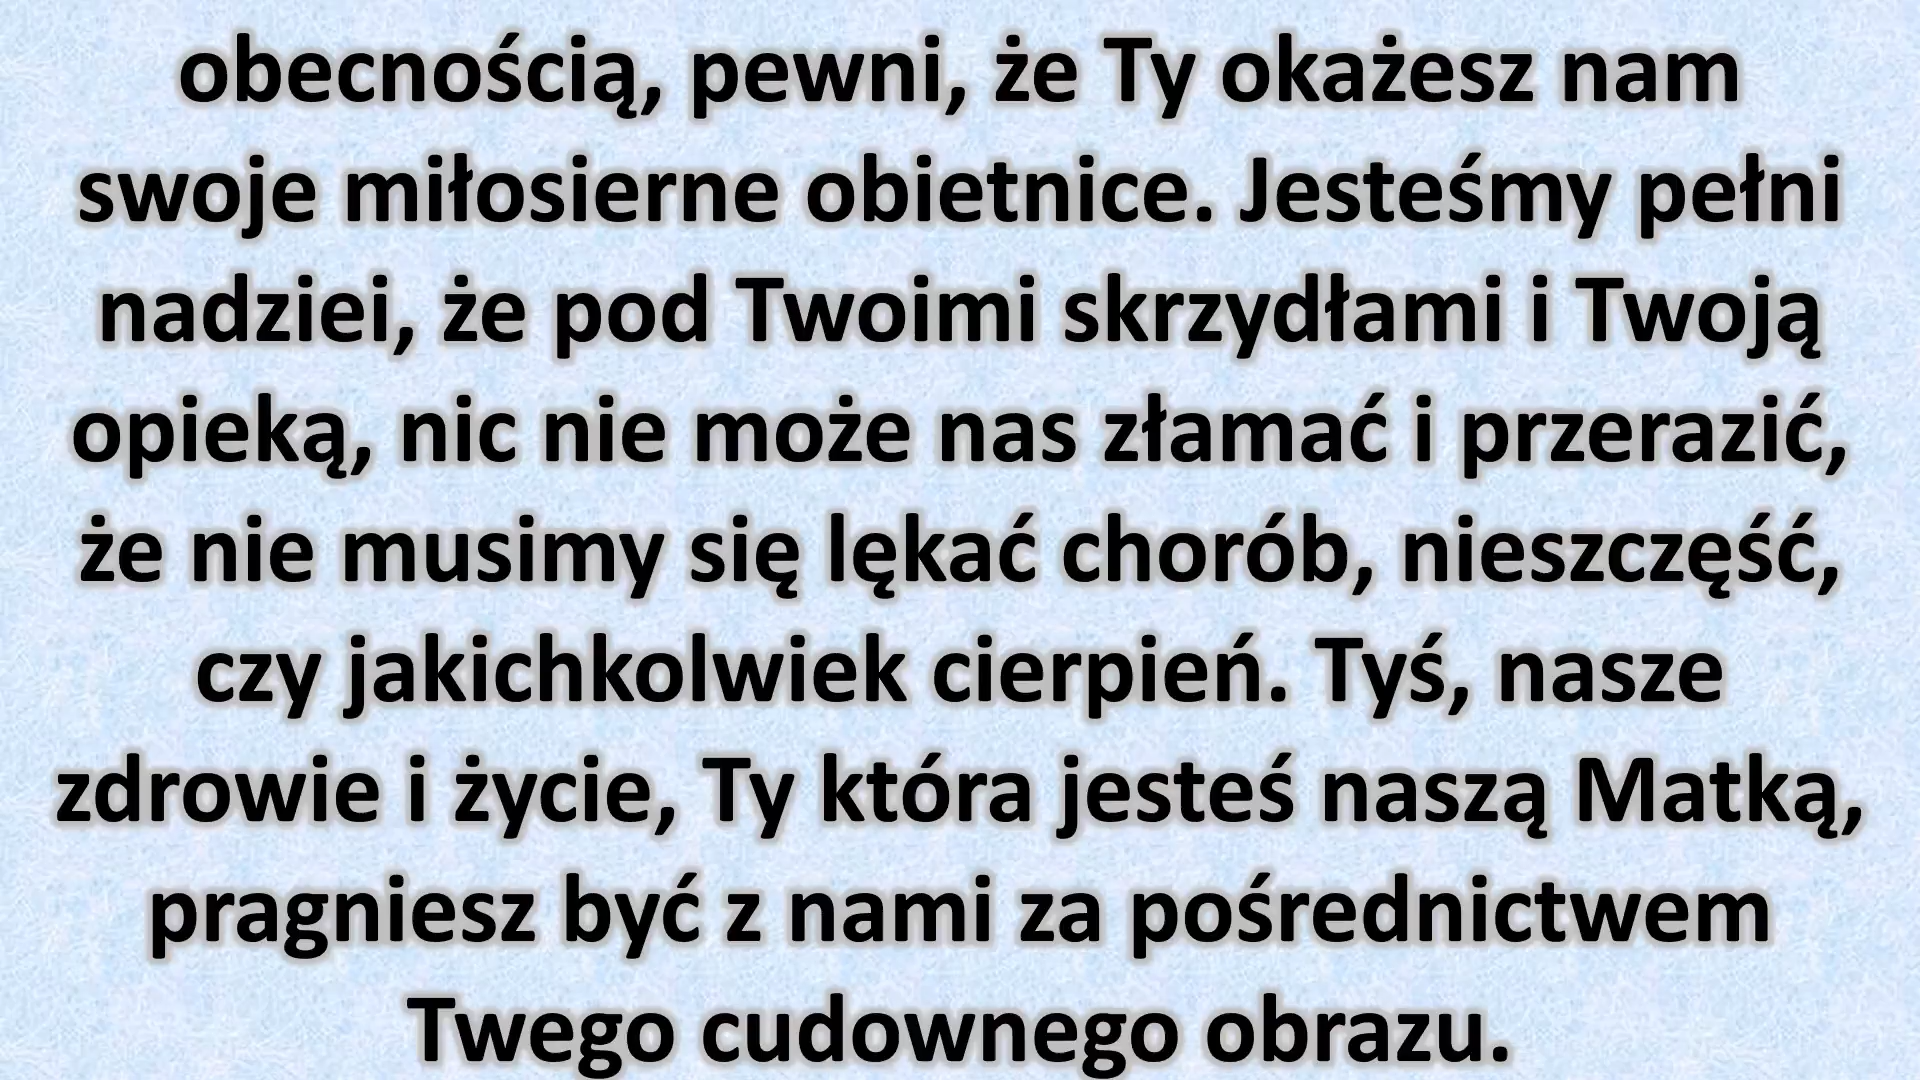 obecnością, pewni, że Ty okażesz nam
swoje miłosierne obietnice. Jesteśmy pełni
nadziei, że pod Twoimi skrzydłami i Twoją
opieką, nic nie może nas złamać i przerazić,
że nie musimy się lękać chorób, nieszczęść,
czy jakichkolwiek cierpień. Tyś, nasze
zdrowie i życie, Ty która jesteś naszą Matką,
pragniesz być z nami za pośrednictwem
Twego cudownego obrazu.